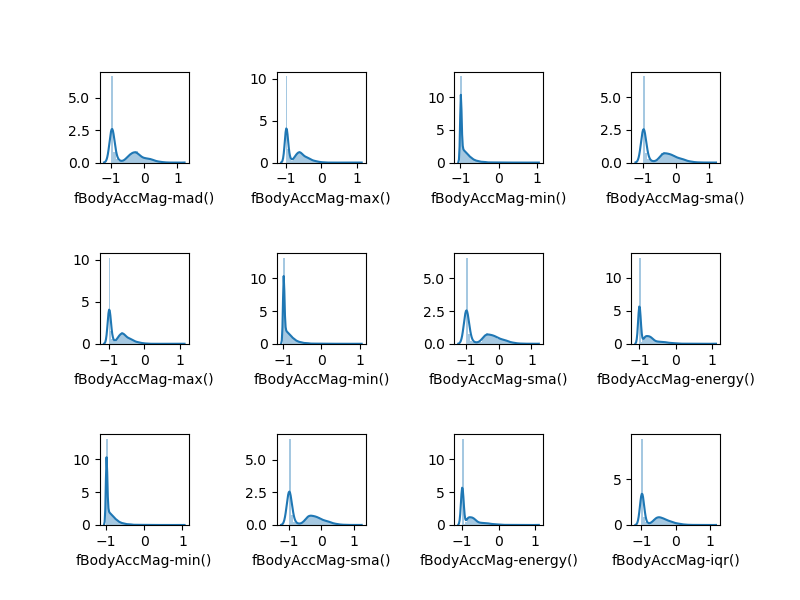 5.0
2.5
0.0
−1 0 1
fBodyAccMag-mad()
10
5
0
−1 0 1
fBodyAccMag-max()
10
5
0
−1 0 1
fBodyAccMag-min()
5.0
2.5
0.0
−1 0 1
fBodyAccMag-sma()
10
5
0
−1 0 1
fBodyAccMag-max()
10
5
0
−1 0 1
fBodyAccMag-min()
5.0
2.5
0.0
−1 0 1
fBodyAccMag-sma()
10
5
0
−1 0 1
fBodyAccMag-energy()
10
5
0
−1 0 1
fBodyAccMag-min()
5.0
2.5
0.0
−1 0 1
fBodyAccMag-sma()
10
5
0
−1 0 1
fBodyAccMag-energy()
5
0
−1 0 1
fBodyAccMag-iqr()